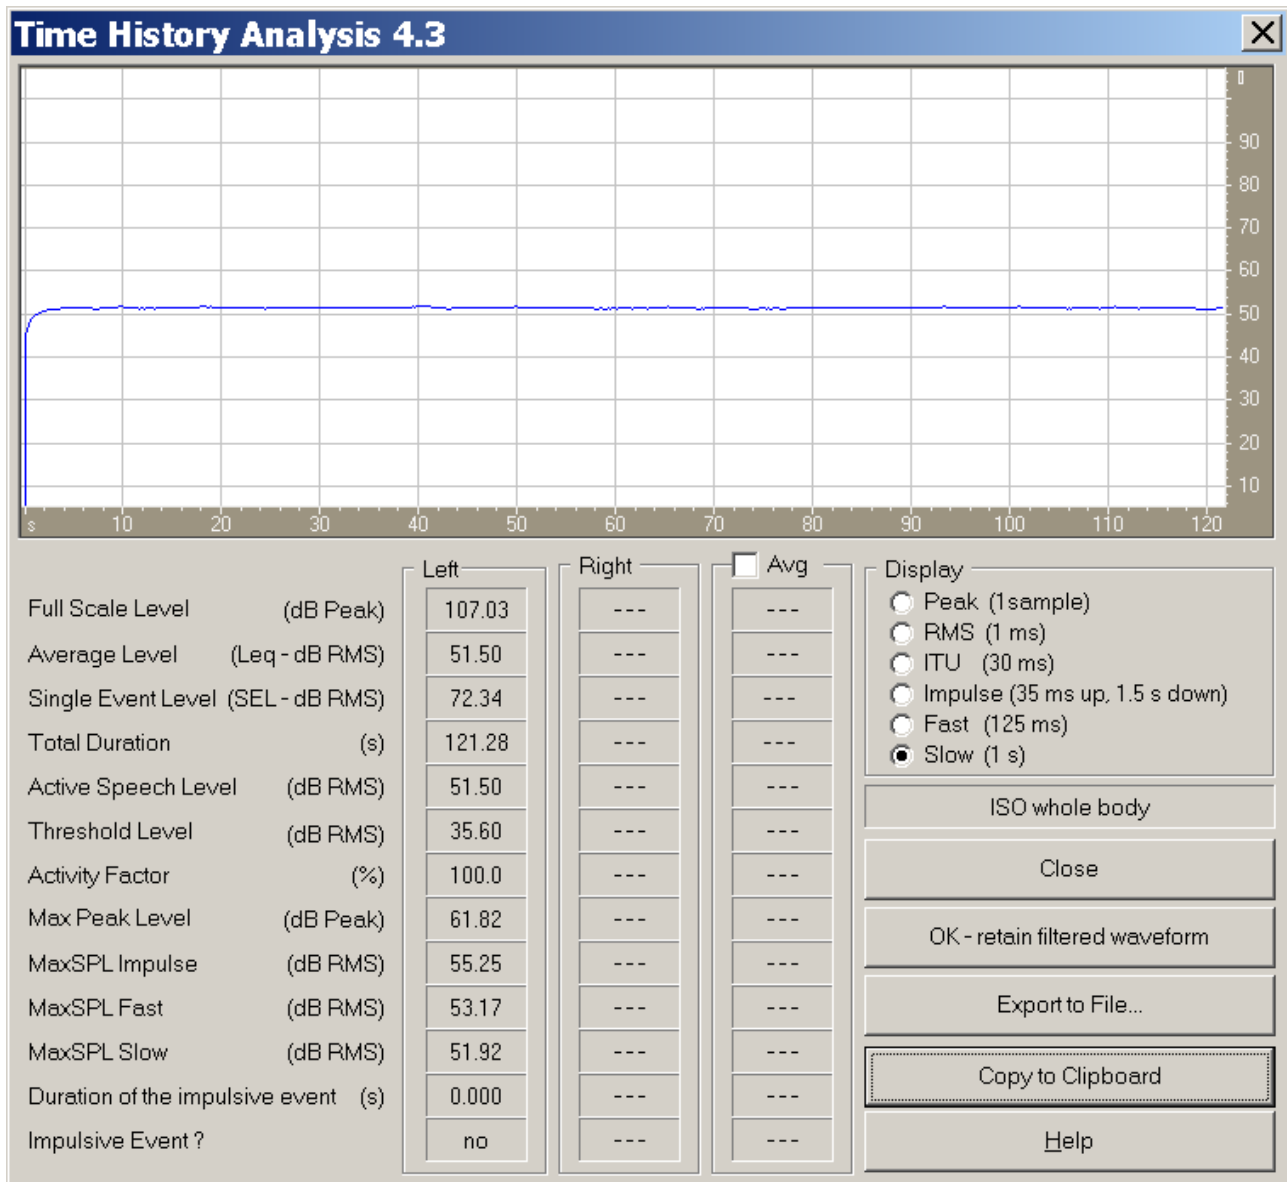 Time History Analysis 4.3
90
80
70
60
50
40
30
20
10
s 10 20 30 40 50 60 70 80 90 100 110 120
Left Right Avg
Full Scale Level (dB Peak) 107.03 --- ---
Average Level (Leq - dB RMS) 51.50 --- ---
Single Event Level (SEL - dB RMS) 72.34 --- ---
Total Duration (s) 121.28 --- ---
Active Speech Level (dB RMS) 51.50 --- ---
Threshold Level (dB RMS) 35.60 --- ---
Activity Factor (%) 100.0 --- ---
Max Peak Level (dB Peak) 61.82 --- ---
MaxSPL Impulse (dB RMS) 55.25 --- ---
MaxSPL Fast (dB RMS) 53.17 --- ---
MaxSPL Slow (dB RMS) 51.92 --- ---
Duration of the impulsive event (s) 0.000 --- ---
Impulsive Event ? no --- ---
Display
Peak (1sample)
RMS (1 ms)
ITU (30 ms)
Impulse (35 ms up, 1.5 s down)
Fast (125 ms)
Slow (1 s)
ISO whole body
Close
OK - retain filtered waveform
Export to File...
Copy to Clipboard
Help